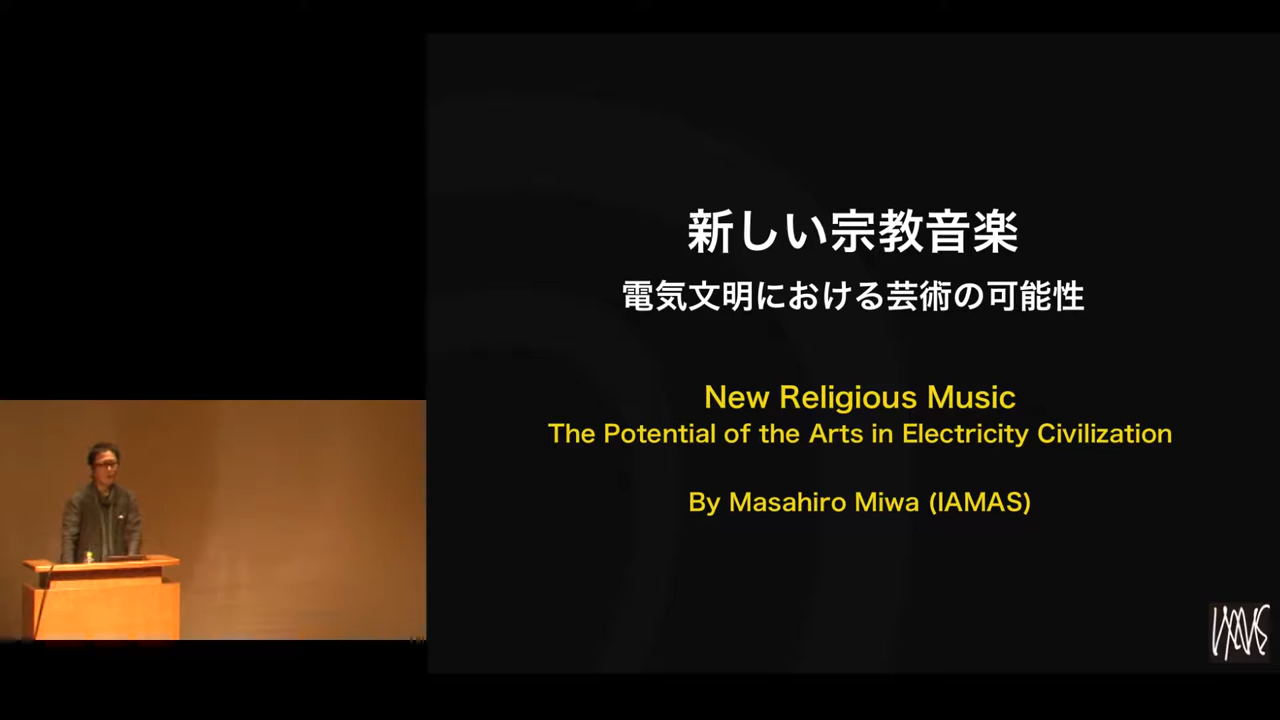 新しい宗教音楽
電気文明における芸術の可能性
New Religious Music
The Potential of the Arts in Electricity Civilization
By Masahiro Miwa (IAMAS)
IAMAS